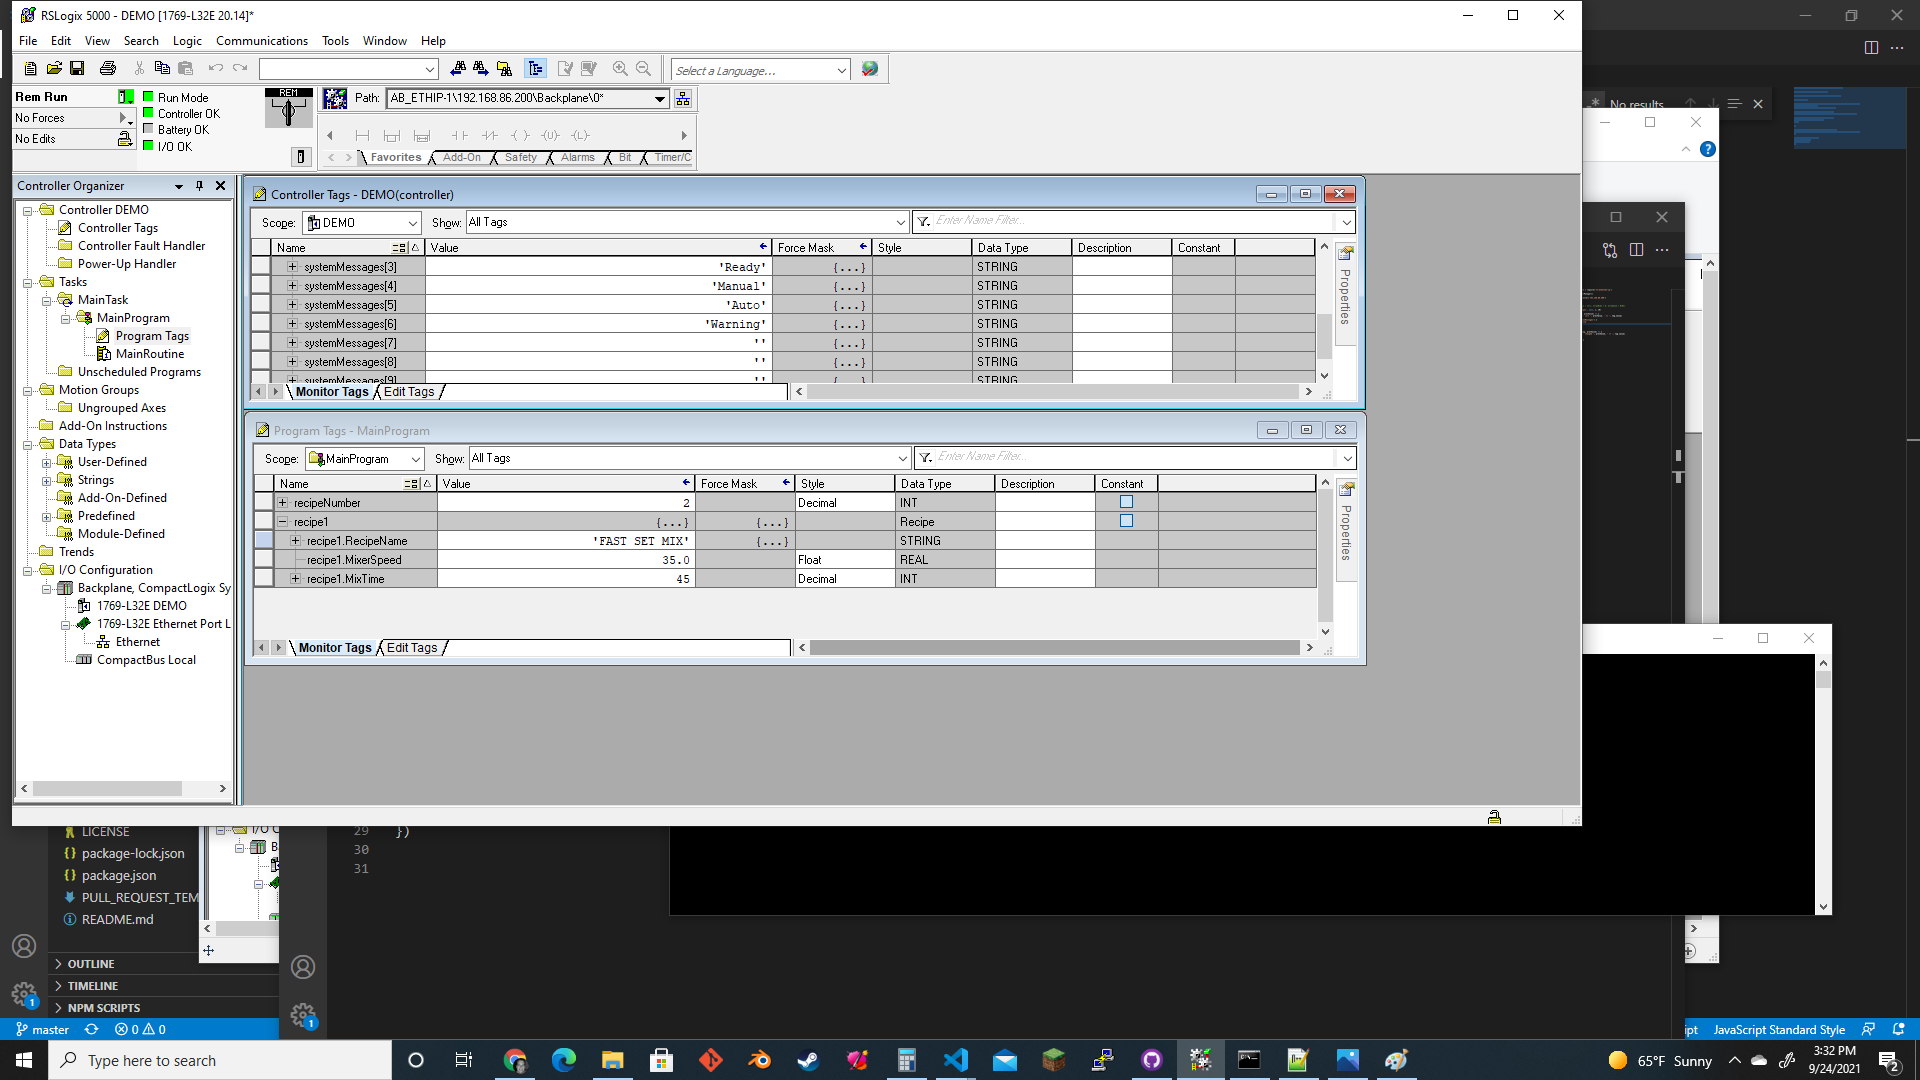 RSLogix 5000 - DEMO [1769-L32E 20.14]*
File Edit View Search Logic Communications Tools Window Help
Select a Language...
Rem Run
No Forces
No Edits
Run Mode
Controller OK
Battery OK
I/O OK
REM
Path: AB_ETHIP-1\192.168.86.200\Backplane\0*
Favorites Add-On Safety Alarms Bit Timer/C
No results
Controller Organizer
Controller DEMO
Controller Tags
Controller Fault Handler
Power-Up Handler
Tasks
MainTask
MainProgram
Program Tags
MainRoutine
Unscheduled Programs
Motion Groups
Ungrouped Axes
Add-On Instructions
Data Types
User-Defined
Strings
Add-On-Defined
Predefined
Module-Defined
Trends
I/O Configuration
Backplane, CompactLogix Sy
1769-L32E DEMO
1769-L32E Ethernet Port L
Ethernet
CompactBus Local
Controller Tags - DEMO(controller)
Scope: DEMO Show: All Tags Enter Name Filter...
Name Value Force Mask Style Data Type Description Constant
systemMessages[3] 'Ready' {...} STRING
systemMessages[4] 'Manual' {...} STRING
systemMessages[5] 'Auto' {...} STRING
systemMessages[6] 'Warning' {...} STRING
systemMessages[7] '' {...} STRING
systemMessages[8] '' {...} STRING
systemMessages[9] '' {...} STRING
Monitor Tags Edit Tags
Properties
Program Tags - MainProgram
Scope: MainProgram Show: All Tags Enter Name Filter...
Name Value Force Mask Style Data Type Description Constant
recipeNumber 2 Decimal INT
recipe1 {...} {...} Recipe
recipe1.RecipeName 'FAST SET MIX' {...} STRING
recipe1.MixerSpeed 35.0 Float REAL
recipe1.MixTime 45 Decimal INT
Monitor Tags Edit Tags
Properties
LICENSE
package-lock.json
package.json
PULL_REQUEST_TEM
README.md
I/O C
B
29 })
30
31
OUTLINE
TIMELINE
NPM SCRIPTS
1
1
master 0 0
ipt JavaScript Standard Style
Type here to search
65°F Sunny
3:32 PM
9/24/2021
2